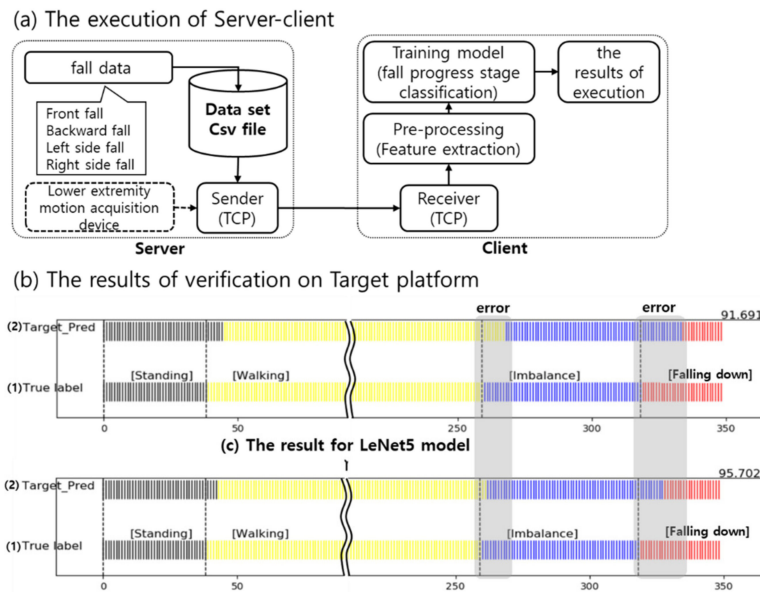 (a) The execution of Server-client
fall data
Front fall
Backward fall
Left side fall
Right side fall
Data set
Csv file
Lower extremity
motion acquisition
device
Sender
(TCP)
Server
Training model
(fall progress stage
classification)
the
results of
execution
Pre-processing
(Feature extraction)
Receiver
(TCP)
Client
(b) The results of verification on Target platform
error error
91.691
(2) Target_Pred
[Standing] [Walking] [Imbalance] [Falling down]
(1) True label
0 50 250 300 350
(c) The result for LeNet5 model
95.702
(2) Target_Pred
[Standing] [Walking] [Imbalance] [Falling down]
(1) True label
0 50 250 300 350